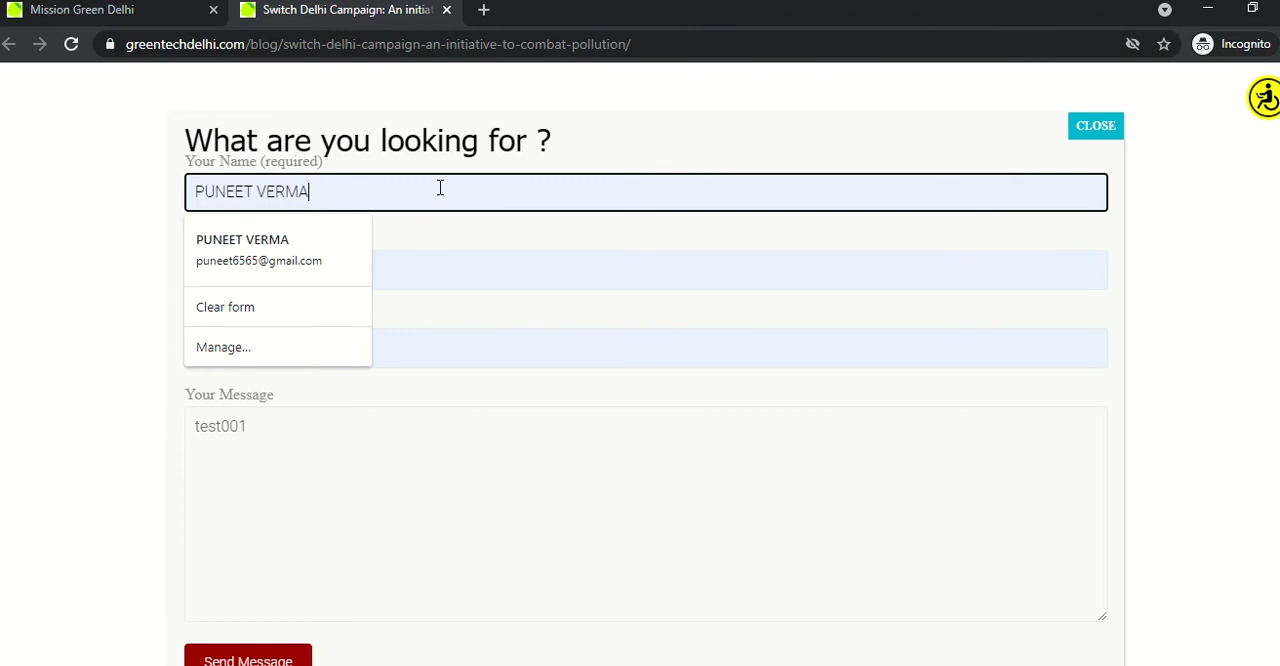 Mission Green Delhi
Switch Delhi Campaign: An initiat
greentechdelhi.com/blog/switch-delhi-campaign-an-initiative-to-combat-pollution/
Incognito
CLOSE
What are you looking for ?
Your Name (required)
PUNEET VERMA
PUNEET VERMA
puneet6565@gmail.com
Clear form
Manage...
Your Message
test001
Send Message